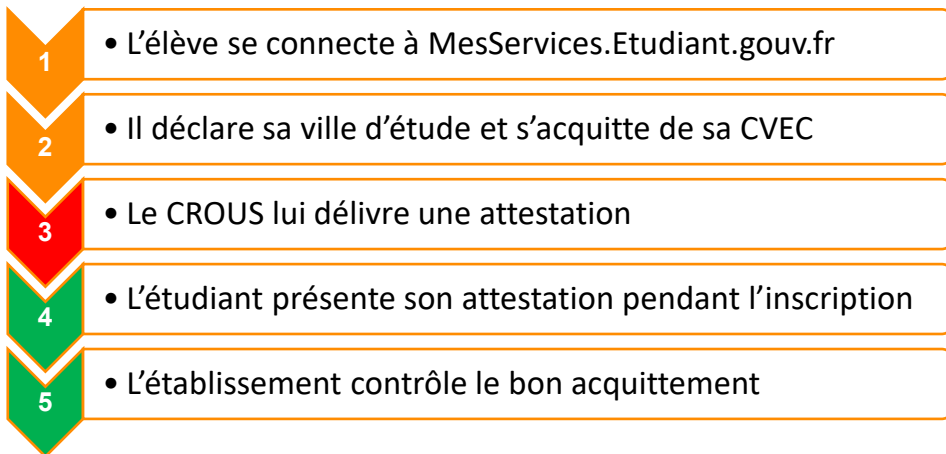 1
• L’élève se connecte à MesServices.Etudiant.gouv.fr
2
• Il déclare sa ville d’étude et s’acquitte de sa CVEC
3
• Le CROUS lui délivre une attestation
4
• L’étudiant présente son attestation pendant l’inscription
5
• L’établissement contrôle le bon acquittement